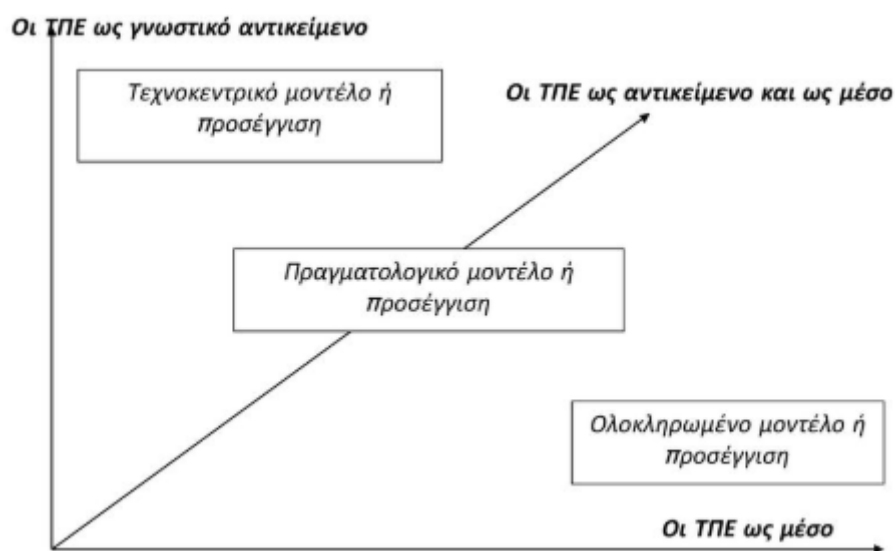 Οι ΤΠΕ ως γνωστικό αντικείμενο
Τεχνοκεντρικό μοντέλο ή
προσέγγιση
Οι ΤΠΕ ως αντικείμενο και ως μέσο
Πραγματολογικό μοντέλο ή
προσέγγιση
Ολοκληρωμένο μοντέλο ή
προσέγγιση
Οι ΤΠΕ ως μέσο